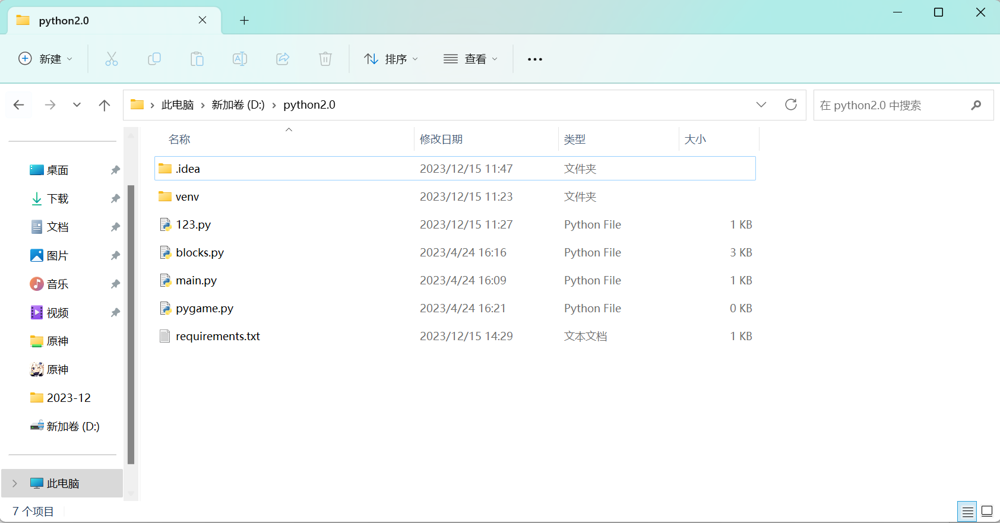 python2.0
新建
排序
查看
此电脑 新加卷 (D:) python2.0
在 python2.0 中搜索
名称 修改日期 类型 大小
.idea 2023/12/15 11:47 文件夹
venv 2023/12/15 11:23 文件夹
123.py 2023/12/15 11:27 Python File 1 KB
blocks.py 2023/4/24 16:16 Python File 3 KB
main.py 2023/4/24 16:09 Python File 1 KB
pygame.py 2023/4/24 16:21 Python File 0 KB
requirements.txt 2023/12/15 14:29 文本文档 1 KB
桌面
下载
文档
图片
音乐
视频
原神
原神
2023-12
新加卷 (D:)
此电脑
7 个项目